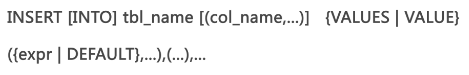 INSERT [INTO] tbl_name [(col_name,...)] {VALUES | VALUE}
({expr | DEFAULT},...),(...),...